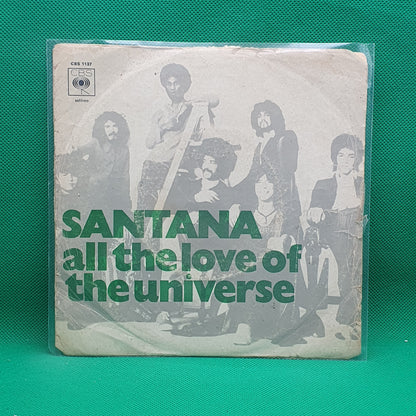 CBS 1137
CBS
SANTANA
all the love of
the universe